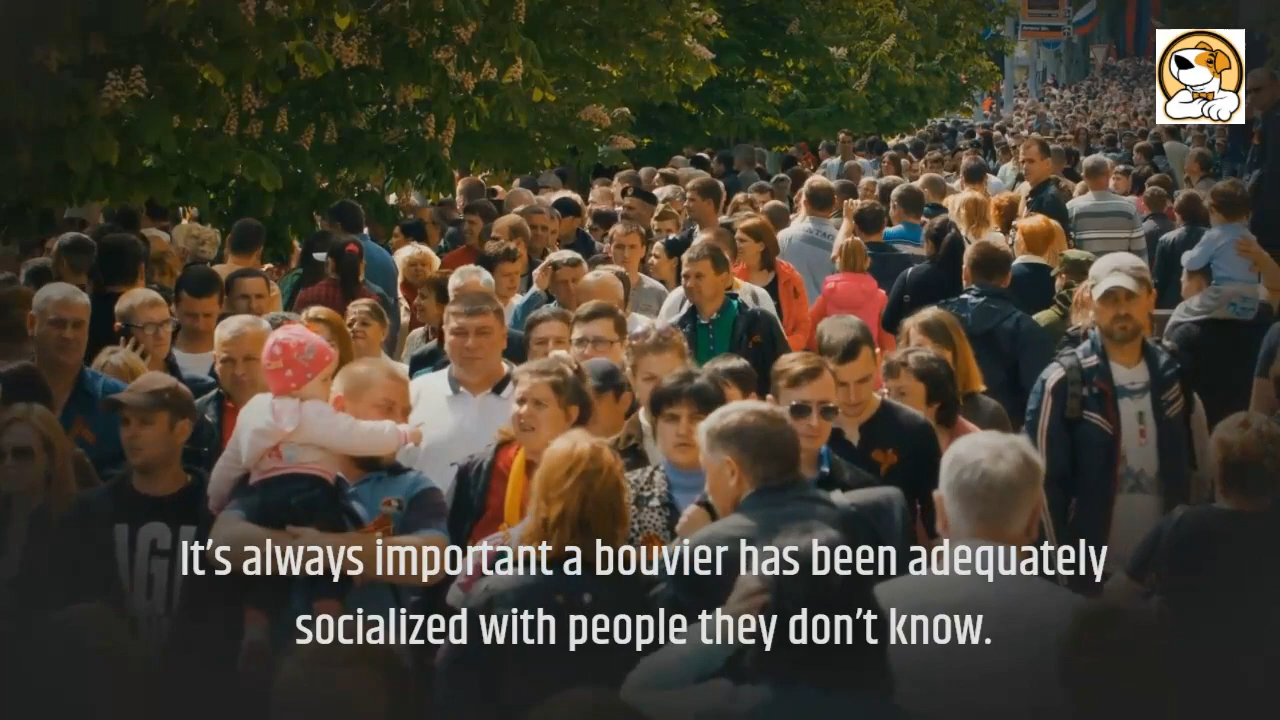 It's always important a bouvier has been adequately
socialized with people they don't know.